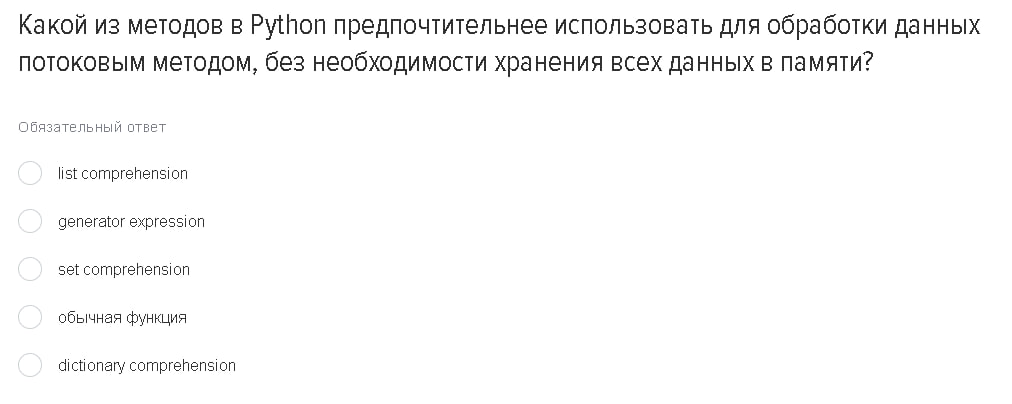 Какой из методов в Python предпочтительнее использовать для обработки данных
потоковым методом, без необходимости хранения всех данных в памяти?
Обязательный ответ
list comprehension
generator expression
set comprehension
обычная функция
dictionary comprehension